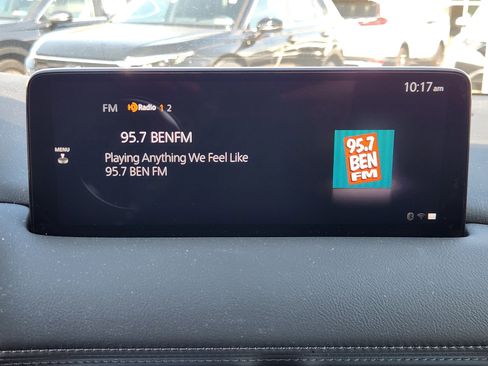 10:17am
FM HD Radio 1 2
95.7 BENFM
MENU
Playing Anything We Feel Like
95.7 BEN FM
95.7
BEN
FM